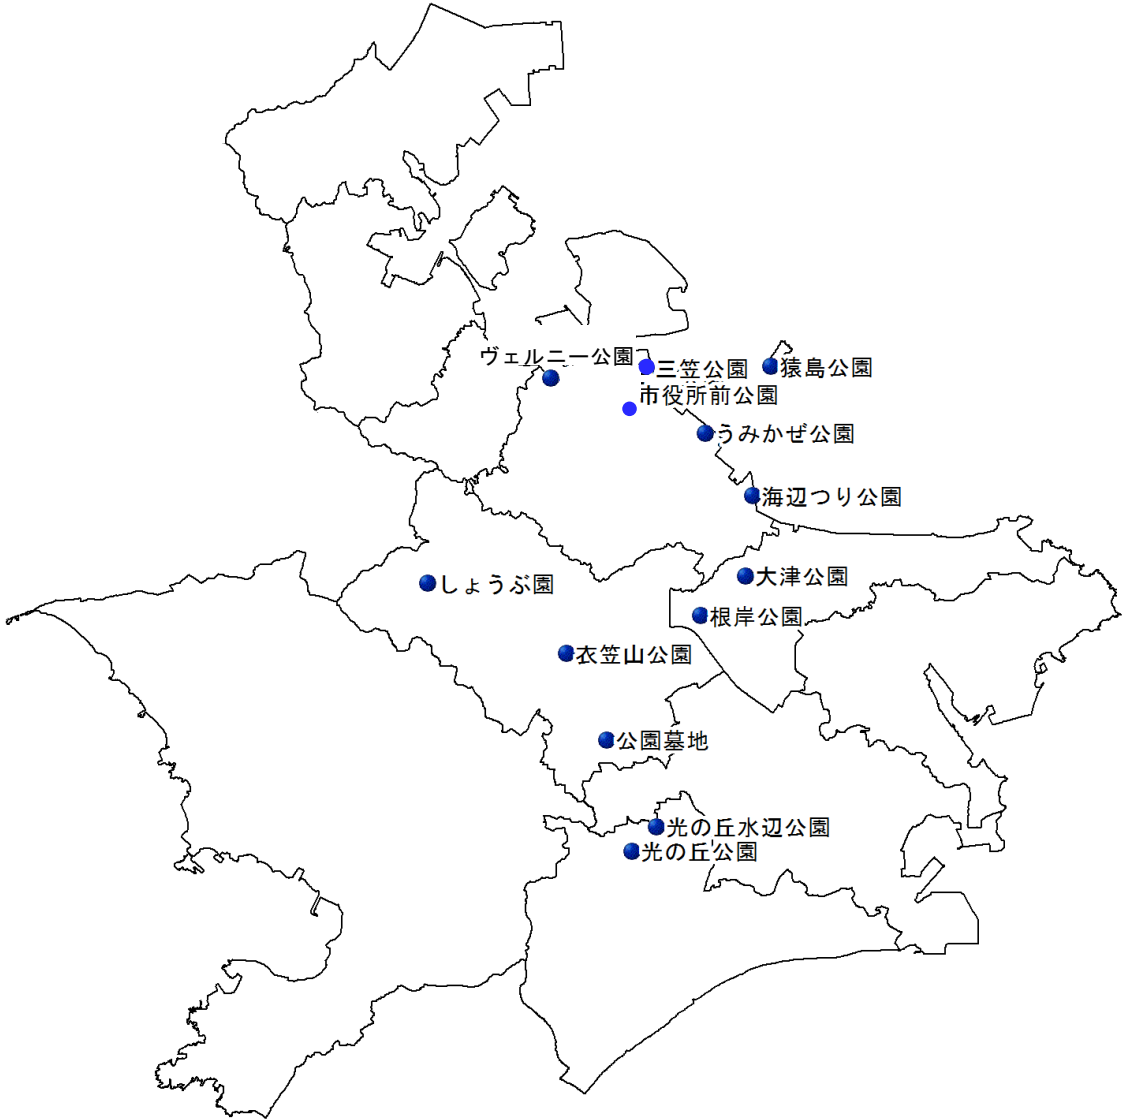 ヴェルニー公園
三笠公園
猿島公園
市役所前公園
うみかぜ公園
海辺つり公園
大津公園
しょうぶ園
根岸公園
衣笠山公園
公園墓地
光の丘水辺公園
光の丘公園